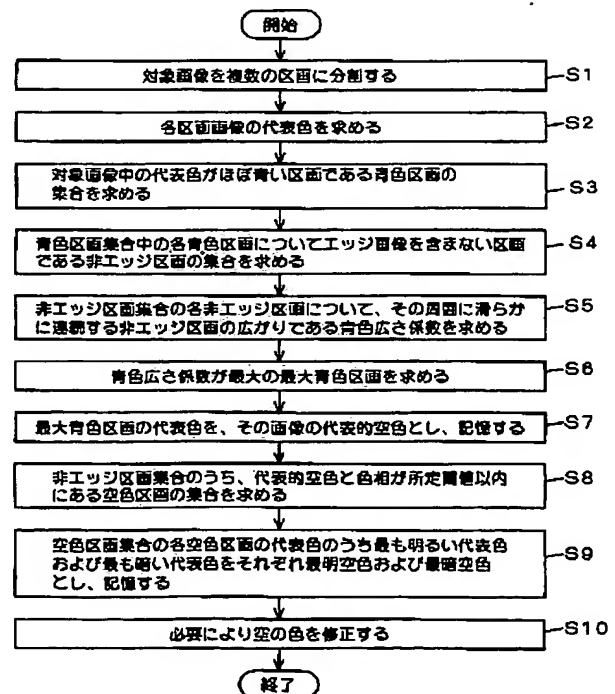 開始
対象画像を複数の区画に分割する
S1
各区画画像の代表色を求める
S2
対象画像中の代表色がほぼ青い区画である青色区画の
集合を求める
S3
青色区画集合中の各青色区画についてエッジ画像を含まない区画
である非エッジ区画の集合を求める
S4
非エッジ区画集合の各非エッジ区画について、その周囲に滑らか
に連続する非エッジ区画の広がりである青色広さ係数を求める
S5
青色広さ係数が最大の最大青色区画を求める
S6
最大青色区画の代表色を、その画像の代表的空色とし、記憶する
S7
非エッジ区画集合のうち、代表的空色と色相が所定閾値以内
にある空色区画の集合を求める
S8
空色区画集合の各空色区画の代表色のうち最も明るい代表色
および最も暗い代表色をそれぞれ最明空色および最暗空色
とし、記憶する
S9
必要により空の色を修正する
S10
終了